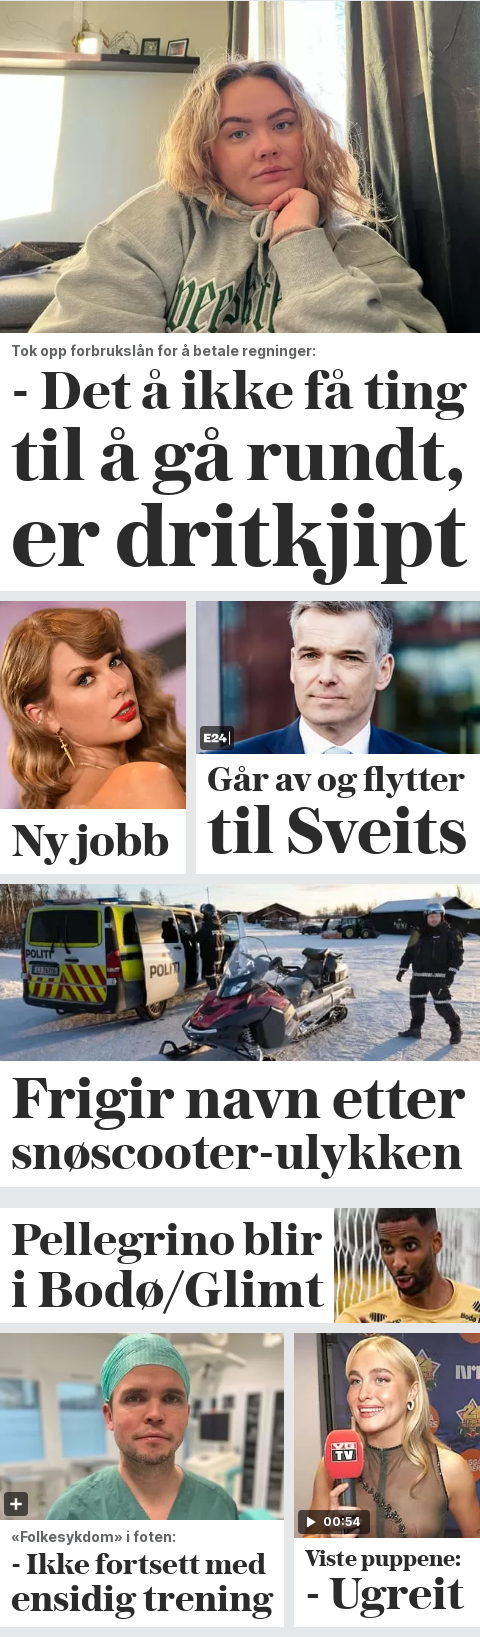 Tok opp forbrukslån for å betale regninger:
- Det å ikke få ting
til å gå rundt,
er dritkjipt
Ny jobb
E24
Går av og flytter
til Sveits
POLITI
POLITI
Frigir navn etter
snøscooter-ulykken
Pellegrino blir
i Bodø/Glimt
«Folkesykdom» i foten:
- Ikke fortsett med
ensidig trening
VG
TV
00:54
Viste puppene:
- Ugreit